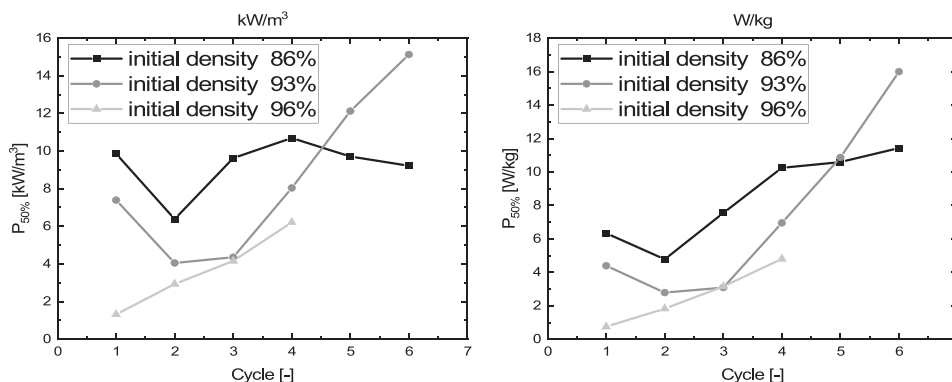 kW/m³
16
14
12
10
8
6
4
2
0
P50% [kW/m³]
initial density 86%
initial density 93%
initial density 96%
0 1 2 3 4 5 6 7
Cycle [-]
W/kg
18
16
14
12
10
8
6
4
2
0
P50% [W/kg]
initial density 86%
initial density 93%
initial density 96%
0 1 2 3 4 5 6
Cycle [-]